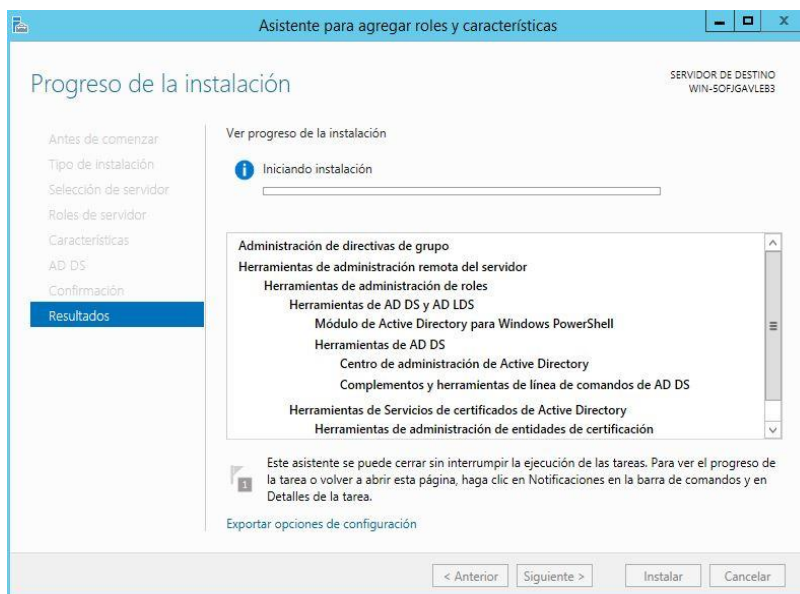 Asistente para agregar roles y características
Progreso de la instalación
SERVIDOR DE DESTINO
WIN-5OFJGAVLEB3
Antes de comenzar
Tipo de instalación
Selección de servidor
Roles de servidor
Características
AD DS
Confirmación
Resultados
Ver progreso de la instalación
Iniciando instalación
Administración de directivas de grupo
Herramientas de administración remota del servidor
Herramientas de administración de roles
Herramientas de AD DS y AD LDS
Módulo de Active Directory para Windows PowerShell
Herramientas de AD DS
Centro de administración de Active Directory
Complementos y herramientas de línea de comandos de AD DS
Herramientas de Servicios de certificados de Active Directory
Herramientas de administración de entidades de certificación
1
Este asistente se puede cerrar sin interrumpir la ejecución de las tareas. Para ver el progreso de
la tarea o volver a abrir esta página, haga clic en Notificaciones en la barra de comandos y en
Detalles de la tarea.
Exportar opciones de configuración
< Anterior
Siguiente >
Instalar
Cancelar